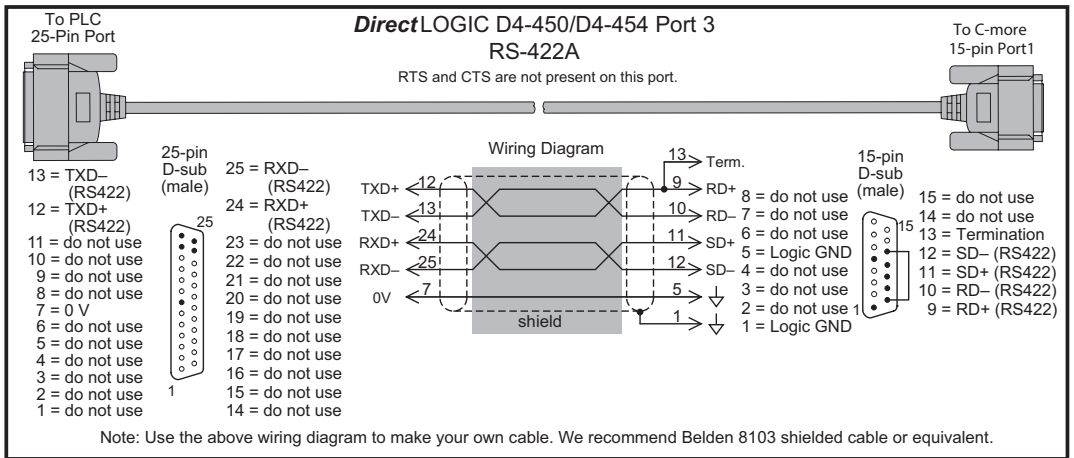 To PLC
25-Pin Port
DirectLOGIC D4-450/D4-454 Port 3
RS-422A
RTS and CTS are not present on this port.
To C-more
15-pin Port1
13 = TXD–
(RS422)
12 = TXD+
(RS422)
11 = do not use
10 = do not use
9 = do not use
8 = do not use
7 = 0 V
6 = do not use
5 = do not use
4 = do not use
3 = do not use
2 = do not use
1 = do not use
25-pin
D-sub
(male)
25
1
25 = RXD–
(RS422)
24 = RXD+
(RS422)
23 = do not use
22 = do not use
21 = do not use
20 = do not use
19 = do not use
18 = do not use
17 = do not use
16 = do not use
15 = do not use
14 = do not use
Wiring Diagram
13 Term.
TXD+ 12 9 RD+
TXD– 13 10 RD–
RXD+ 24 11 SD+
RXD– 25 12 SD–
0V 7 5
shield 1
8 = do not use
7 = do not use
6 = do not use
5 = Logic GND
4 = do not use
3 = do not use
2 = do not use
1 = Logic GND
15-pin
D-sub
(male)
15
1
15 = do not use
14 = do not use
13 = Termination
12 = SD– (RS422)
11 = SD+ (RS422)
10 = RD– (RS422)
9 = RD+ (RS422)
Note: Use the above wiring diagram to make your own cable. We recommend Belden 8103 shielded cable or equivalent.